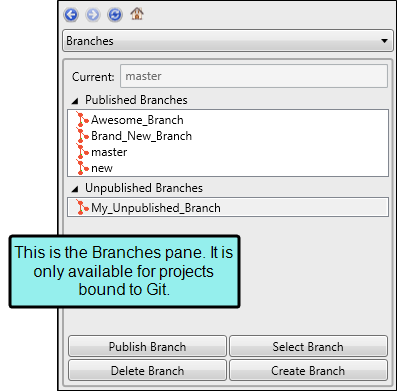 Branches
Current: master
Published Branches
Awesome_Branch
Brand_New_Branch
master
new
Unpublished Branches
My_Unpublished_Branch
This is the Branches pane. It is
only available for projects
bound to Git.
Publish Branch Select Branch
Delete Branch Create Branch